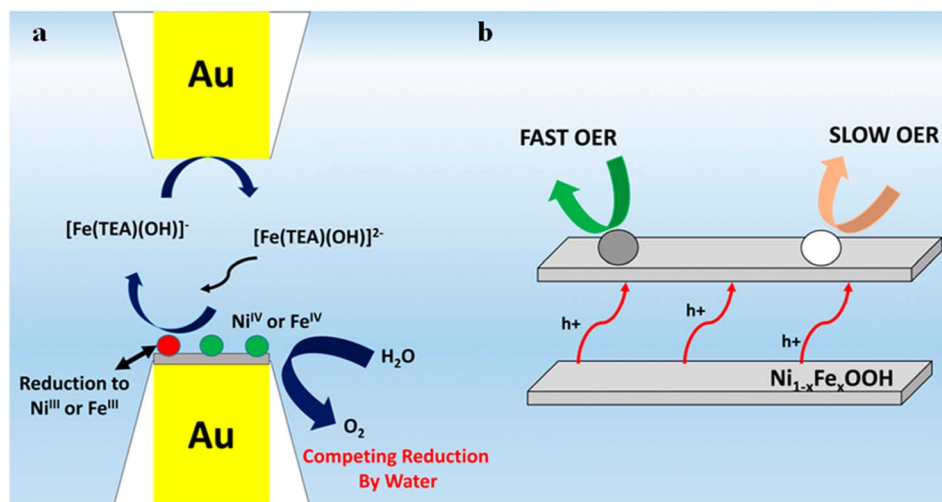 a
Au
[Fe(TEA)(OH)]⁻
[Fe(TEA)(OH)]²⁻
Ni^IV or Fe^IV
H₂O
Reduction to
Ni^III or Fe^III
O₂
Au
Competing Reduction
By Water
b
FAST OER
SLOW OER
h+
h+
h+
Ni₁₋ₓFeₓOOH